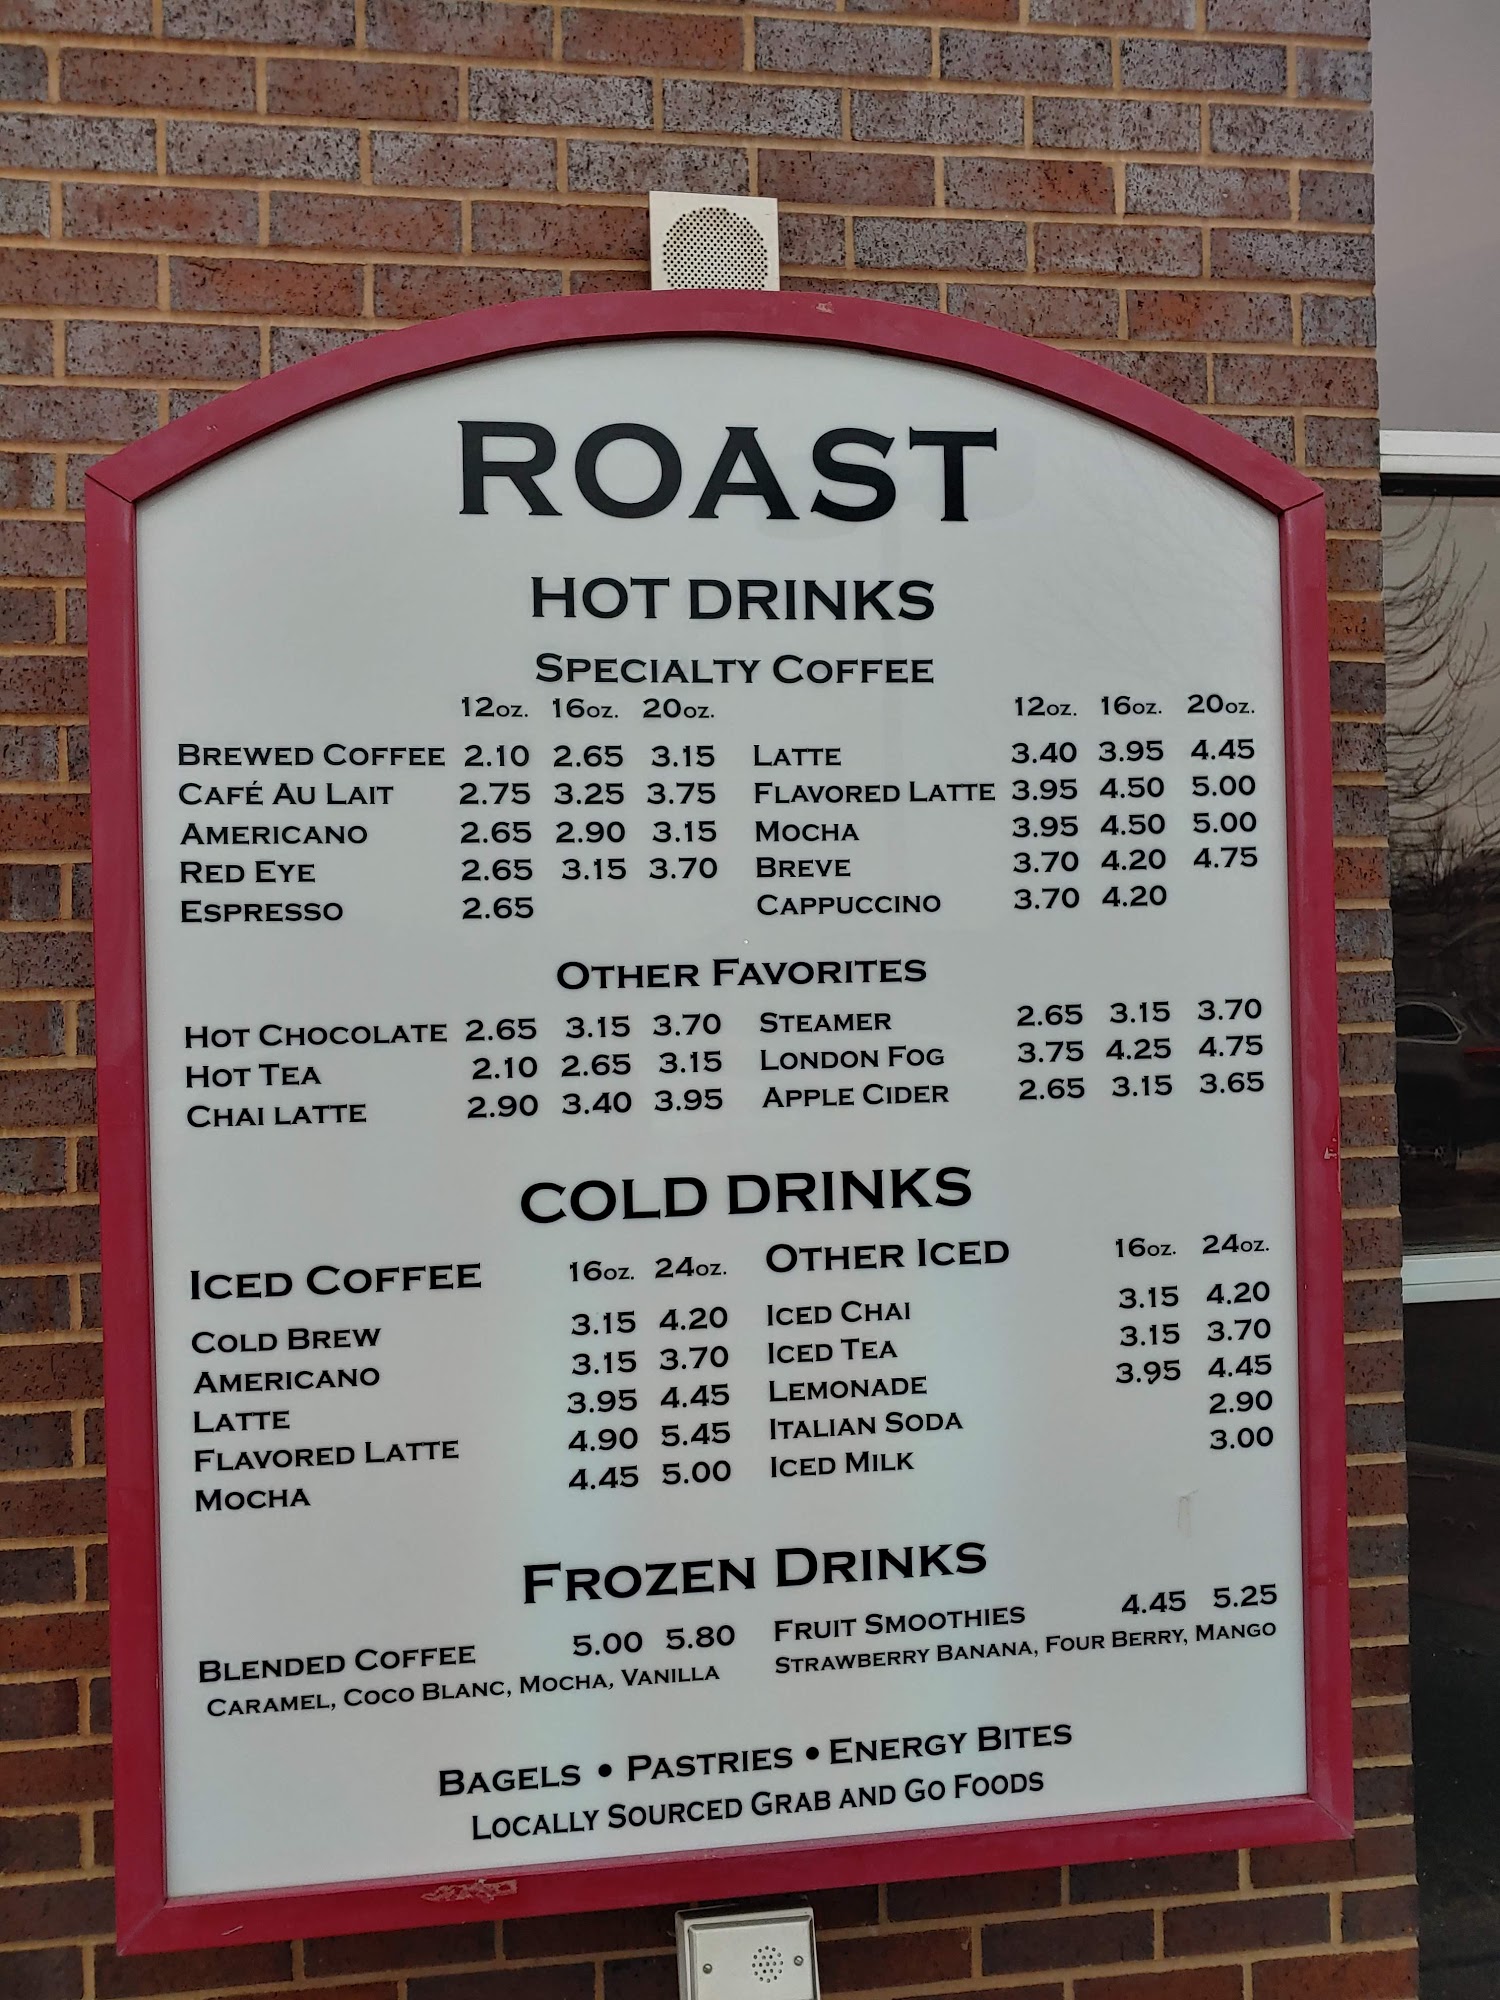 ROAST
HOT DRINKS
SPECIALTY COFFEE
12oz. 16oz. 20oz. 12oz. 16oz. 20oz.
BREWED COFFEE 2.10 2.65 3.15 LATTE 3.40 3.95 4.45
CAFÉ AU LAIT 2.75 3.25 3.75 FLAVORED LATTE 3.95 4.50 5.00
AMERICANO 2.65 2.90 3.15 MOCHA 3.95 4.50 5.00
RED EYE 2.65 3.15 3.70 BREVE 3.70 4.20 4.75
ESPRESSO 2.65 CAPPUCCINO 3.70 4.20
OTHER FAVORITES
HOT CHOCOLATE 2.65 3.15 3.70 STEAMER 2.65 3.15 3.70
HOT TEA 2.10 2.65 3.15 LONDON FOG 3.75 4.25 4.75
CHAI LATTE 2.90 3.40 3.95 APPLE CIDER 2.65 3.15 3.65
COLD DRINKS
ICED COFFEE 16oz. 24oz. OTHER ICED 16oz. 24oz.
COLD BREW 3.15 4.20 ICED CHAI 3.15 4.20
AMERICANO 3.15 3.70 ICED TEA 3.15 3.70
LATTE 3.95 4.45 LEMONADE 3.95 4.45
FLAVORED LATTE 4.90 5.45 ITALIAN SODA 2.90
MOCHA 4.45 5.00 ICED MILK 3.00
FROZEN DRINKS
BLENDED COFFEE 5.00 5.80 FRUIT SMOOTHIES 4.45 5.25
CARAMEL, COCO BLANC, MOCHA, VANILLA STRAWBERRY BANANA, FOUR BERRY, MANGO
BAGELS • PASTRIES • ENERGY BITES
LOCALLY SOURCED GRAB AND GO FOODS